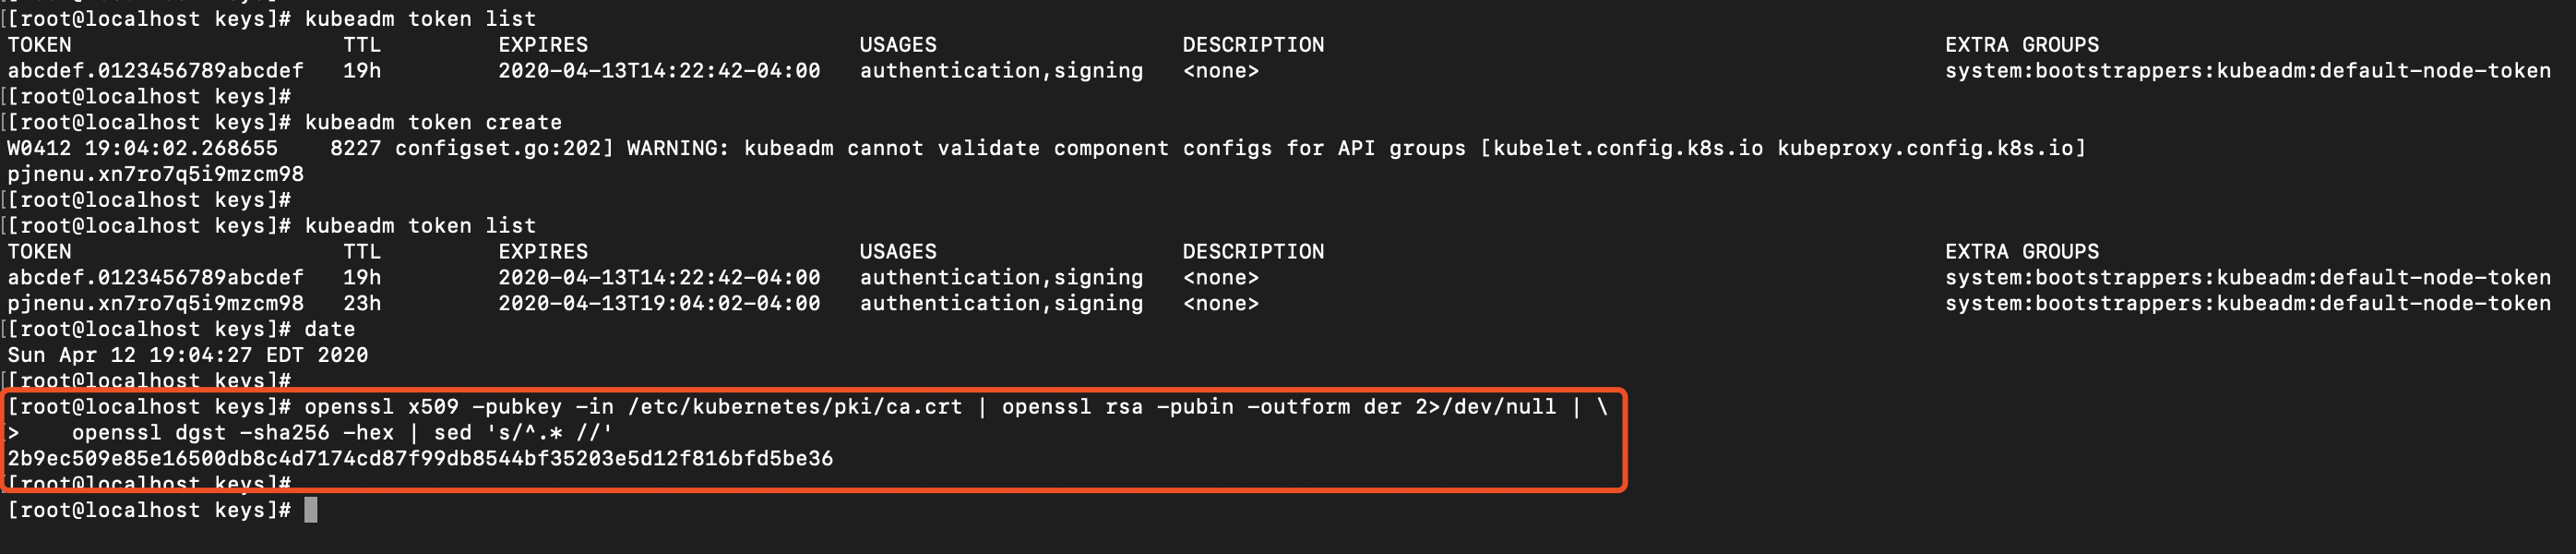 [[root@localhost keys]# kubeadm token list
TOKEN TTL EXPIRES USAGES DESCRIPTION EXTRA GROUPS
abcdef.0123456789abcdef 19h 2020-04-13T14:22:42-04:00 authentication,signing <none> system:bootstrappers:kubeadm:default-node-token
[[root@localhost keys]#
[[root@localhost keys]# kubeadm token create
W0412 19:04:02.268655 8227 configset.go:202] WARNING: kubeadm cannot validate component configs for API groups [kubelet.config.k8s.io kubeproxy.config.k8s.io]
pjnenu.xn7ro7q5i9mzcm98
[[root@localhost keys]#
[[root@localhost keys]# kubeadm token list
TOKEN TTL EXPIRES USAGES DESCRIPTION EXTRA GROUPS
abcdef.0123456789abcdef 19h 2020-04-13T14:22:42-04:00 authentication,signing <none> system:bootstrappers:kubeadm:default-node-token
pjnenu.xn7ro7q5i9mzcm98 23h 2020-04-13T19:04:02-04:00 authentication,signing <none> system:bootstrappers:kubeadm:default-node-token
[[root@localhost keys]# date
Sun Apr 12 19:04:27 EDT 2020
[[root@localhost keys]#
[root@localhost keys]# openssl x509 -pubkey -in /etc/kubernetes/pki/ca.crt | openssl rsa -pubin -outform der 2>/dev/null | \
> openssl dgst -sha256 -hex | sed 's/^.* //'
2b9ec509e85e16500db8c4d7174cd87f99db8544bf35203e5d12f816bfd5be36
[[root@localhost keys]#
[root@localhost keys]#